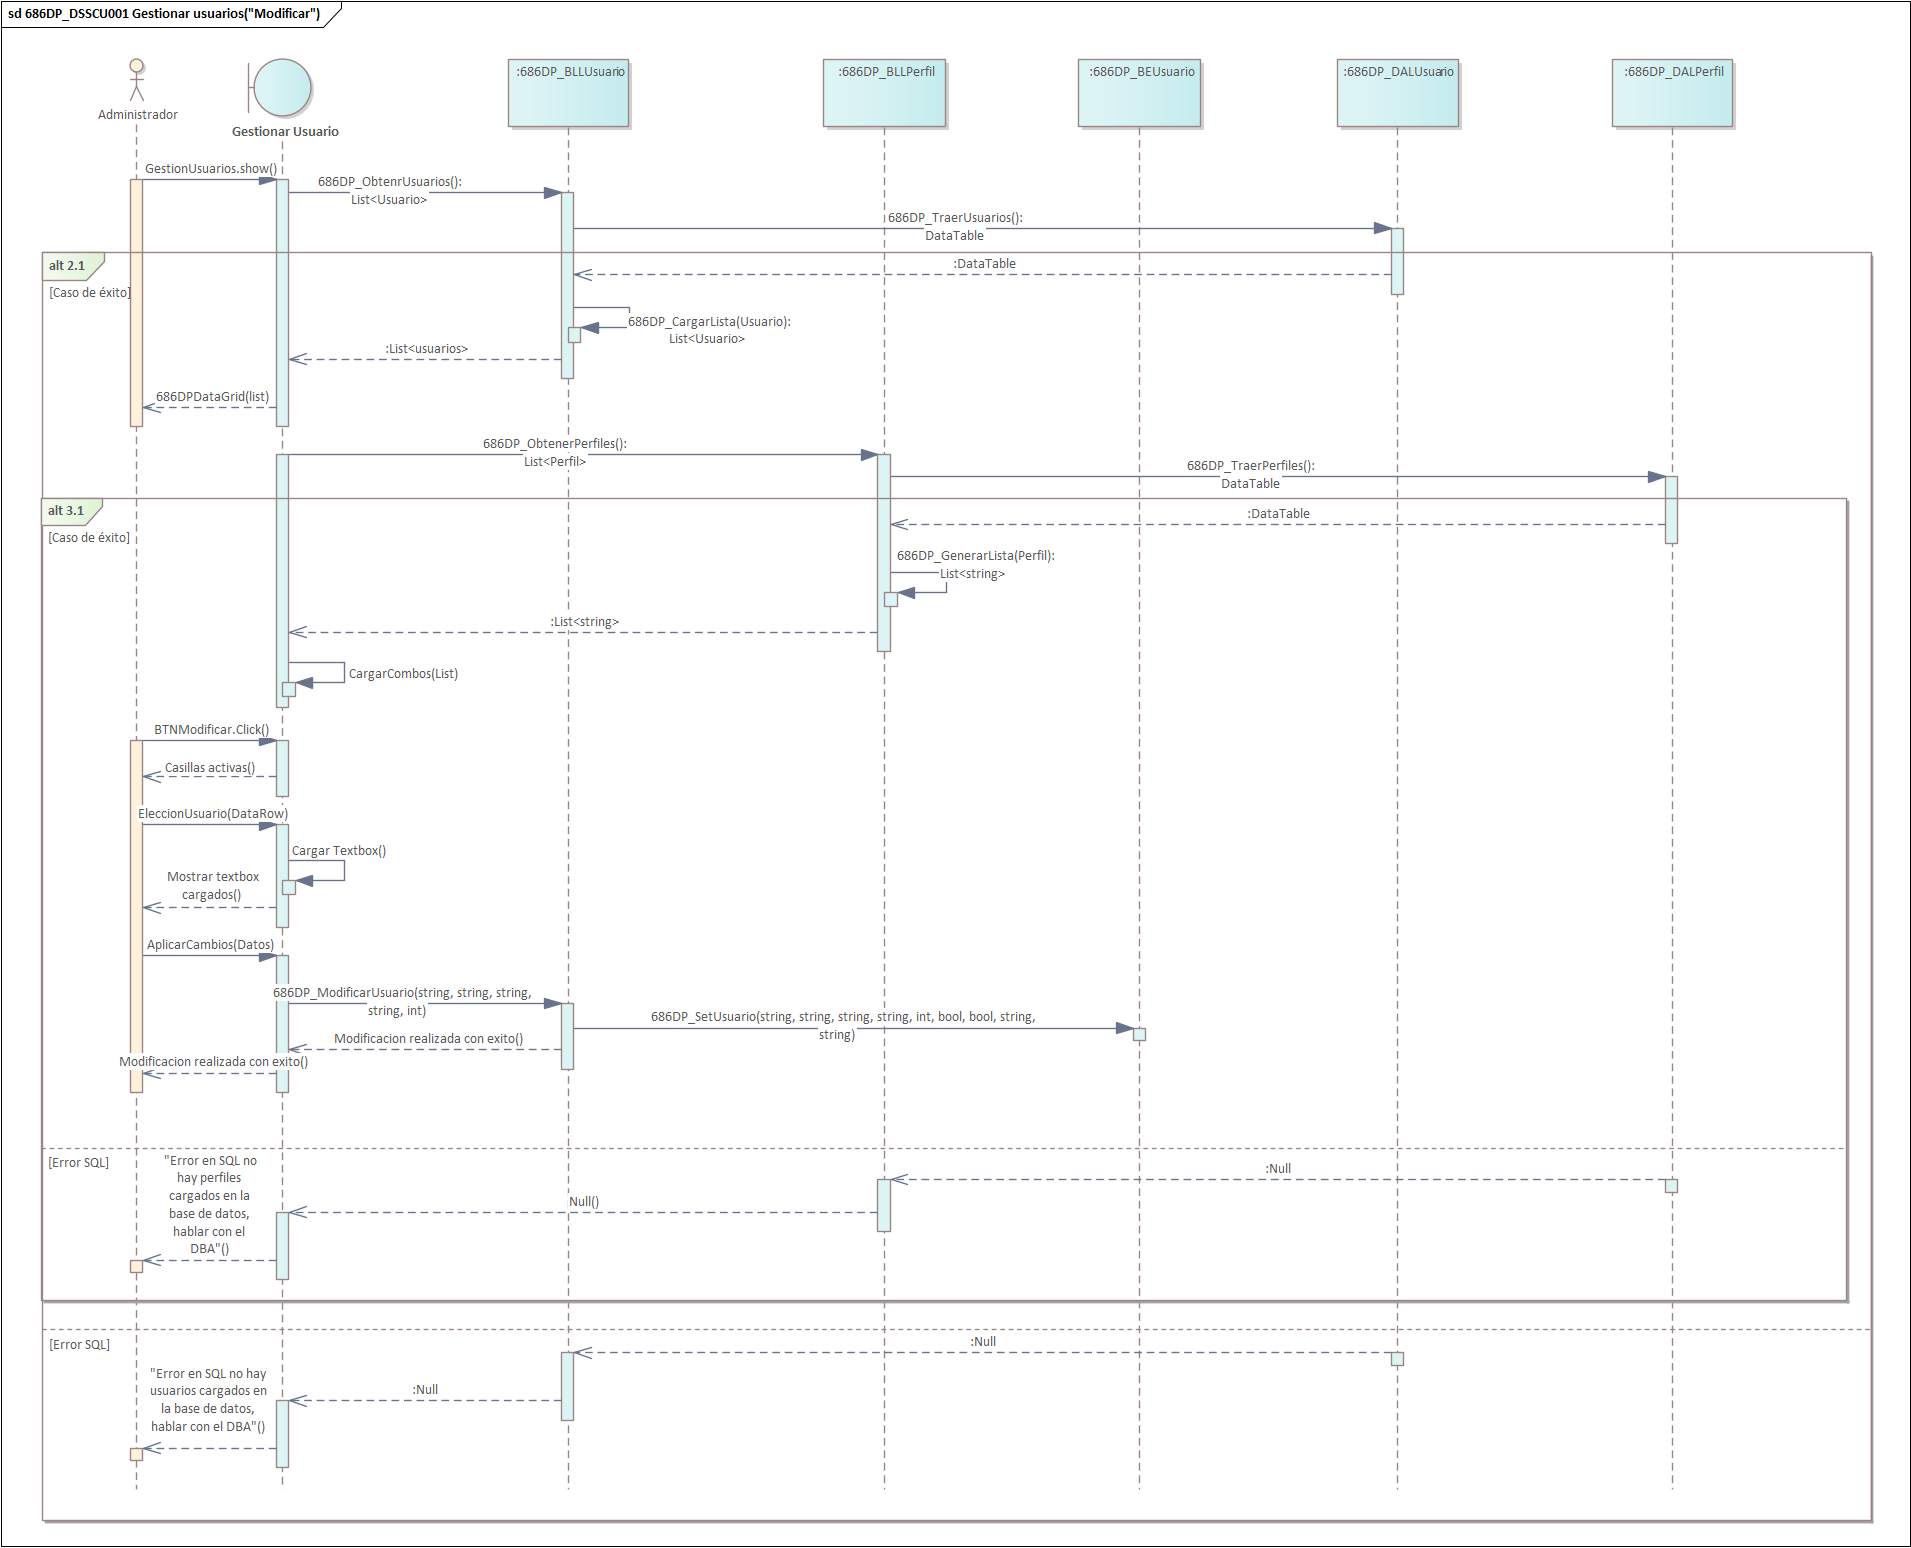 sd 686DP_DSSCU001 Gestionar usuarios("Modificar")
Administrador
Gestionar Usuario
:686DP_BLLUsuario
:686DP_BLLPerfil
:686DP_BEUsuario
:686DP_DALUsuario
:686DP_DALPerfil
GestionUsuarios.show()
686DP_ObtenrUsuarios():
List<Usuario>
686DP_TraerUsuarios():
DataTable
alt 2.1
[Caso de éxito]
:DataTable
686DP_CargarLista(Usuario):
List<Usuario>
:List<usuarios>
686DPDataGrid(list)
686DP_ObtenerPerfiles():
List<Perfil>
686DP_TraerPerfiles():
DataTable
alt 3.1
[Caso de éxito]
:DataTable
686DP_GenerarLista(Perfil):
List<string>
:List<string>
CargarCombos(List)
BTNModificar.Click()
Casillas activas()
EleccionUsuario(DataRow)
Cargar Textbox()
Mostrar textbox
cargados()
AplicarCambios(Datos)
686DP_ModificarUsuario(string, string, string,
string, int)
686DP_SetUsuario(string, string, string, string, int, bool, bool, string,
string)
Modificacion realizada con exito()
Modificacion realizada con exito()
[Error SQL]
:Null
Null()
"Error en SQL no
hay perfiles
cargados en la
base de datos,
hablar con el
DBA"()
[Error SQL]
:Null
:Null
"Error en SQL no hay
usuarios cargados en
la base de datos,
hablar con el DBA"()